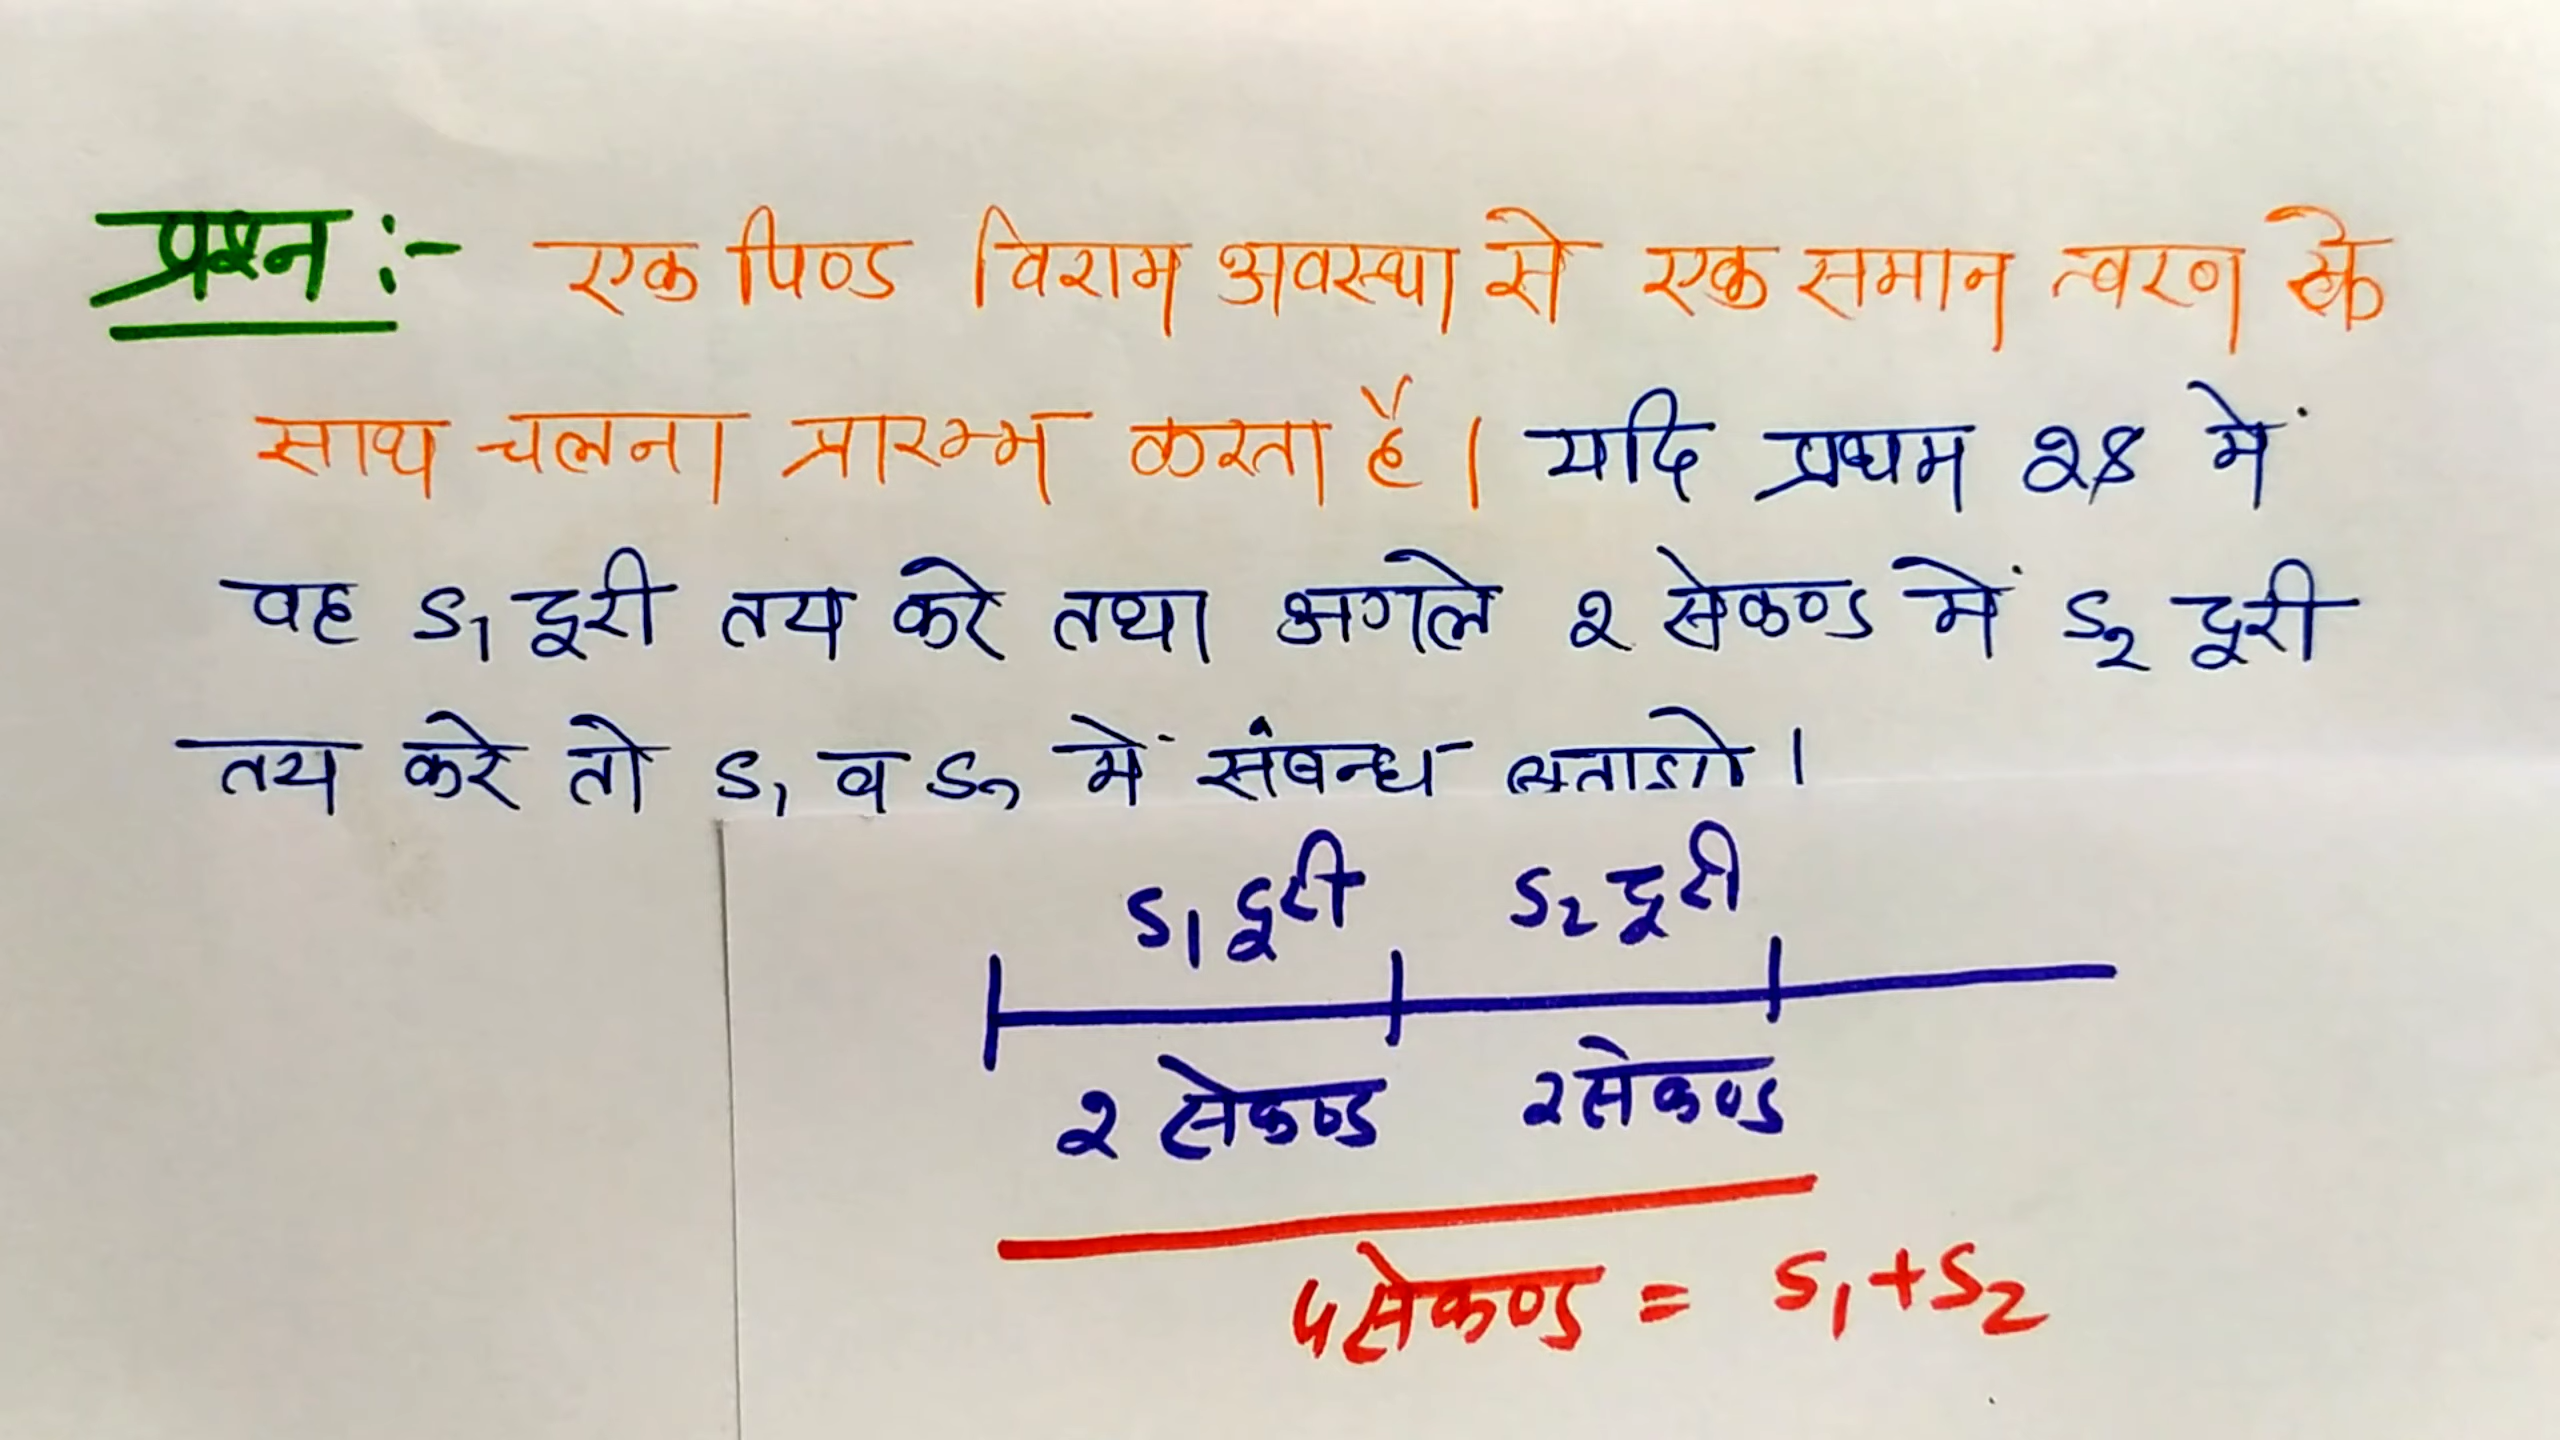 प्रश्न :- एक पिण्ड विराम अवस्था से एक समान त्वरण के
साथ चलना प्रारम्भ करता है। यदि प्रथम 2s में
वह S₁ दूरी तय करे तथा अगले 2 सेकण्ड में S₂ दूरी
तय करे तो S₁ व S₂ में संबन्ध
S₁ दूरी S₂ दूरी
2 सेकण्ड 2 सेकण्ड
4 सेकण्ड = S₁ + S₂